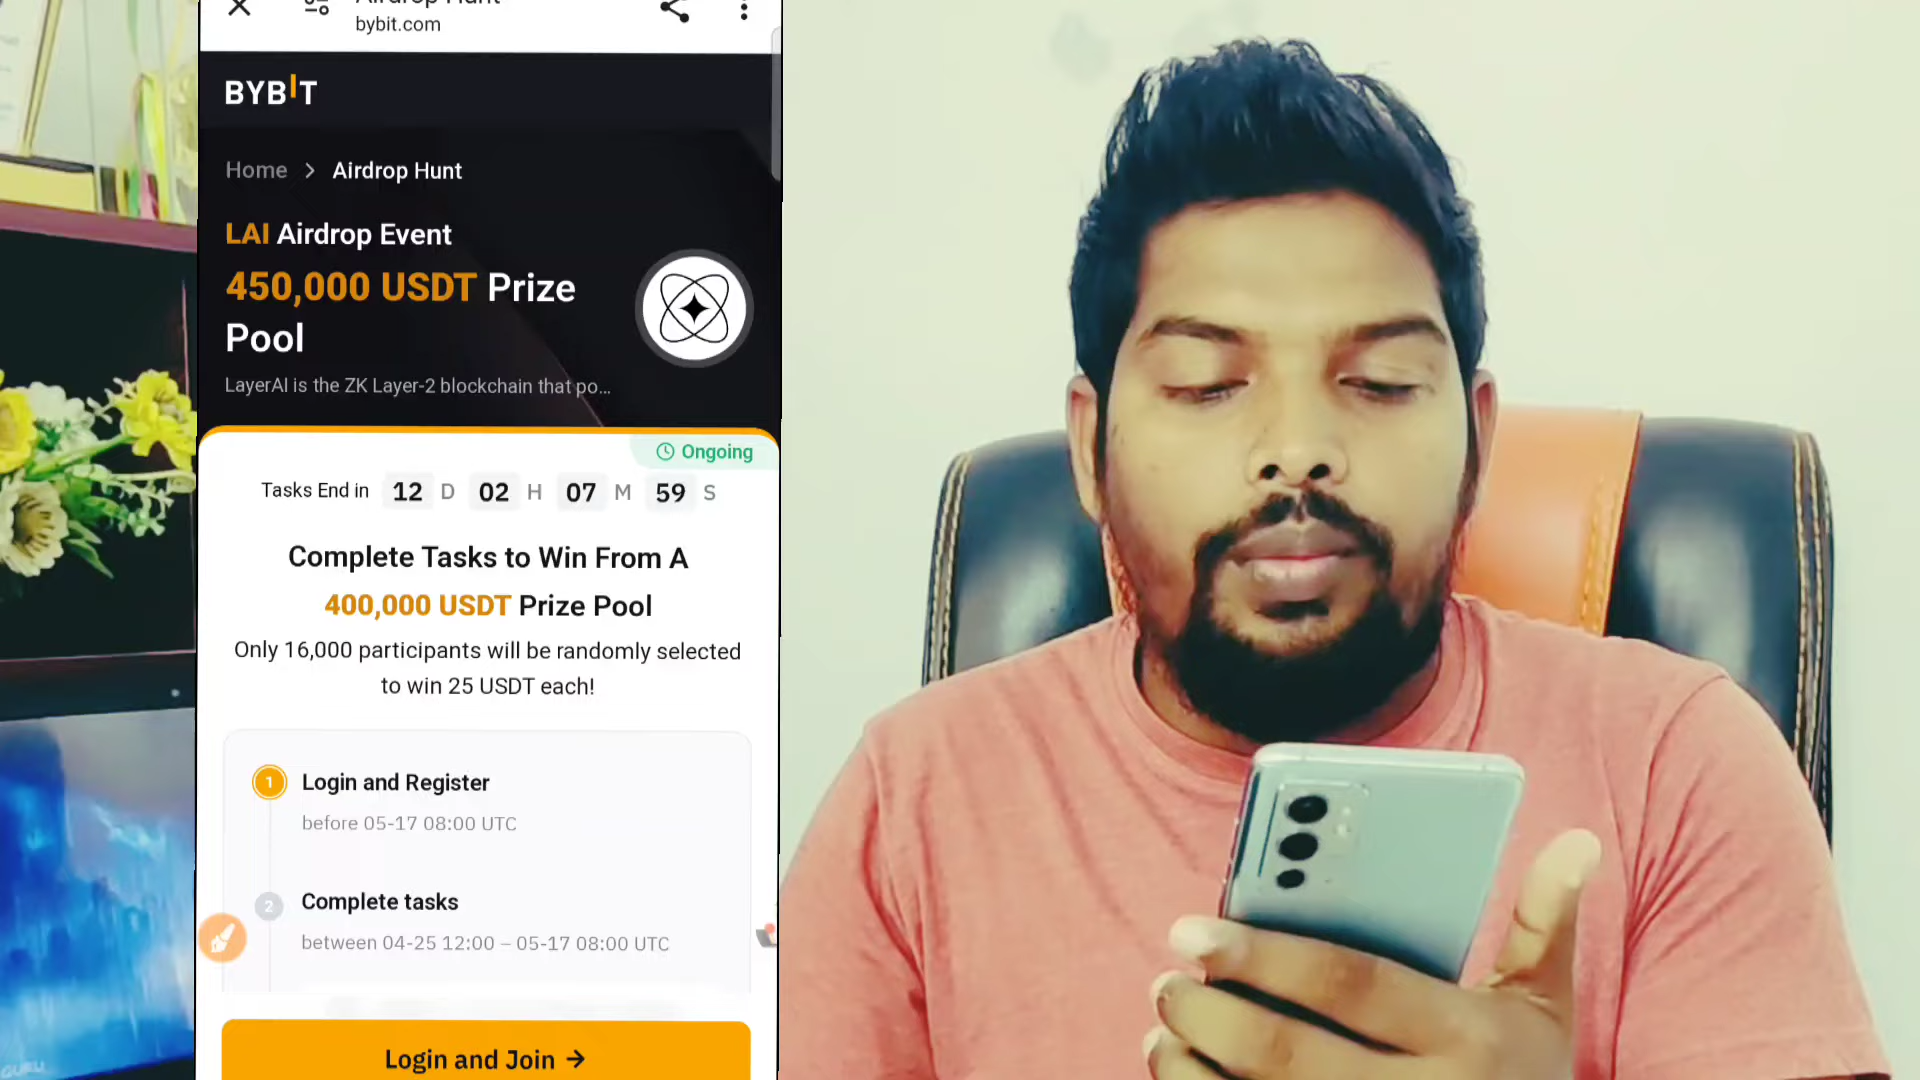 Airdrop Hunt
bybit.com
BYBIT
Home > Airdrop Hunt
LAI Airdrop Event
450,000 USDT Prize
Pool
LayerAI is the ZK Layer-2 blockchain that po...
Ongoing
Tasks End in 12 D 02 H 07 M 59 S
Complete Tasks to Win From A
400,000 USDT Prize Pool
Only 16,000 participants will be randomly selected
to win 25 USDT each!
1 Login and Register
before 05-17 08:00 UTC
2 Complete tasks
between 04-25 12:00 – 05-17 08:00 UTC
Login and Join →
GURU